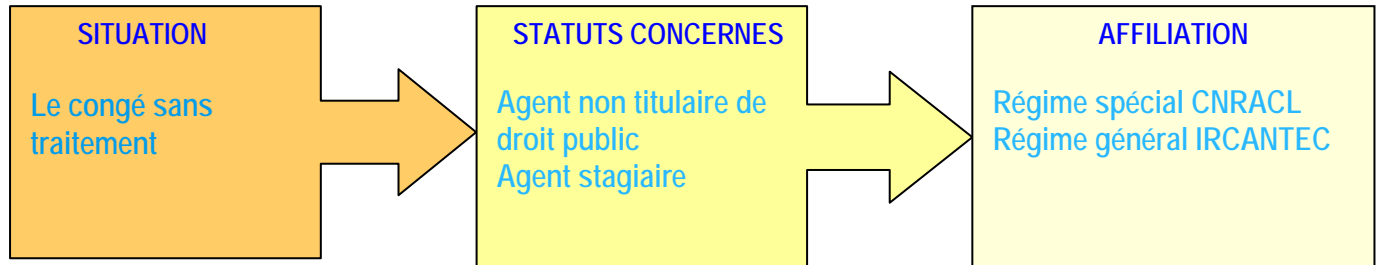 SITUATION
Le congé sans
traitement
STATUTS CONCERNES
Agent non titulaire de
droit public
Agent stagiaire
AFFILIATION
Régime spécial CNRACL
Régime général IRCANTEC